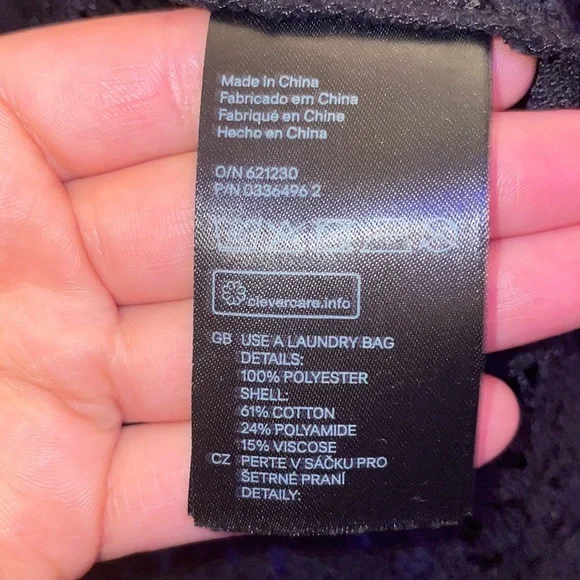 Made in China
Fabricado em China
Fabriqué en Chine
Hecho en China
O/N 621230
P/N 0336496 2
clevercare.info
GB USE A LAUNDRY BAG
DETAILS:
100% POLYESTER
SHELL:
61% COTTON
24% POLYAMIDE
15% VISCOSE
CZ PERTE V SÁČKU PRO
ŠETRNÉ PRANÍ
DETAILY: